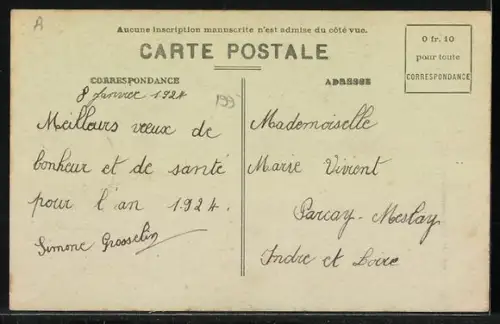 A
Aucune inscription manuscrite n'est admise du côté vue.
CARTE POSTALE
0 fr. 10
pour toute
CORRESPONDANCE
CORRESPONDANCE
ADRESSE
8 Janvier 1924
195
Meilleurs vœux de
bonheur et de santé
pour l'an 1924.
Simone Grosselin
Mademoiselle
Marie Vivient
Parcay-Meslay
Indre et Loire